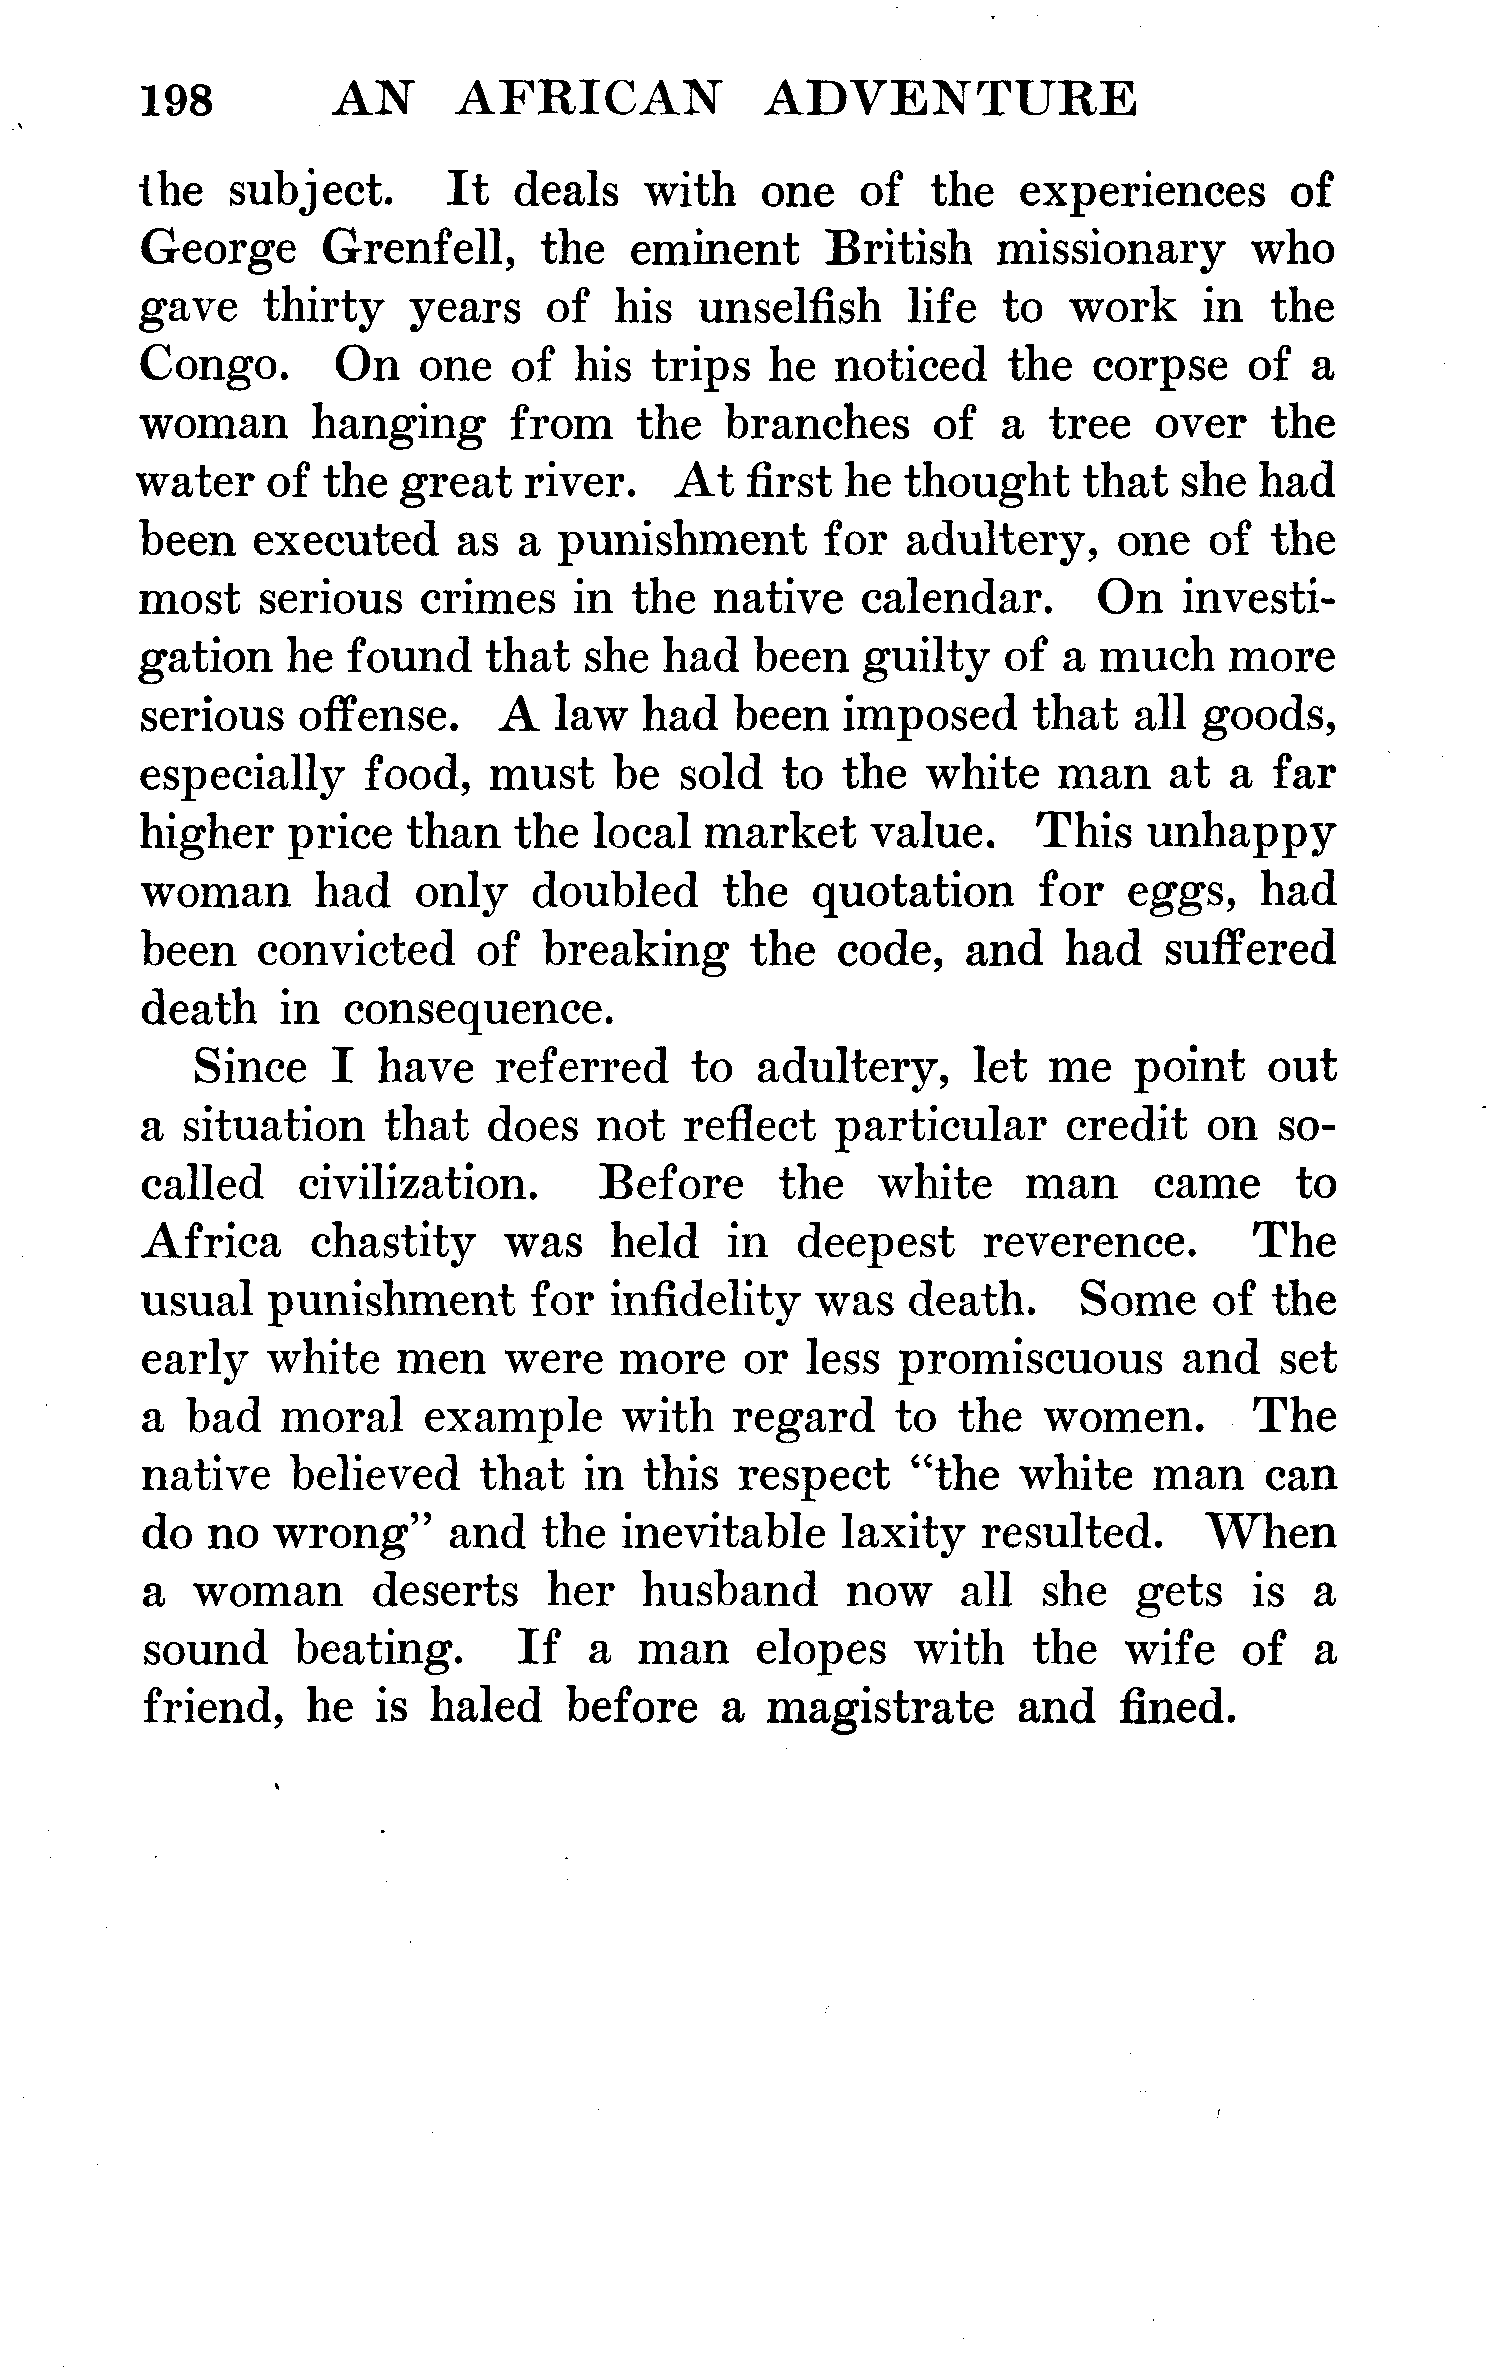 198 AN AFRICAN ADVENTURE
the subject. It deals with one of the experiences of
George Grenfell, the eminent British missionary who
gave thirty years of his unselfish life to work in the
Congo. On one of his trips he noticed the corpse of a
woman hanging from the branches of a tree over the
water of the great river. At first he thought that she had
been executed as a punishment for adultery, one of the
most serious crimes in the native calendar. On investi-
gation he found that she had been guilty of a much more
serious offense. A law had been imposed that all goods,
especially food, must be sold to the white man at a far
higher price than the local market value. This unhappy
woman had only doubled the quotation for eggs, had
been convicted of breaking the code, and had suffered
death in consequence.
Since I have referred to adultery, let me point out
a situation that does not reflect particular credit on so-
called civilization. Before the white man came to
Africa chastity was held in deepest reverence. The
usual punishment for infidelity was death. Some of the
early white men were more or less promiscuous and set
a bad moral example with regard to the women. The
native believed that in this respect "the white man can
do no wrong" and the inevitable laxity resulted. When
a woman deserts her husband now all she gets is a
sound beating. If a man elopes with the wife of a
friend, he is haled before a magistrate and fined.